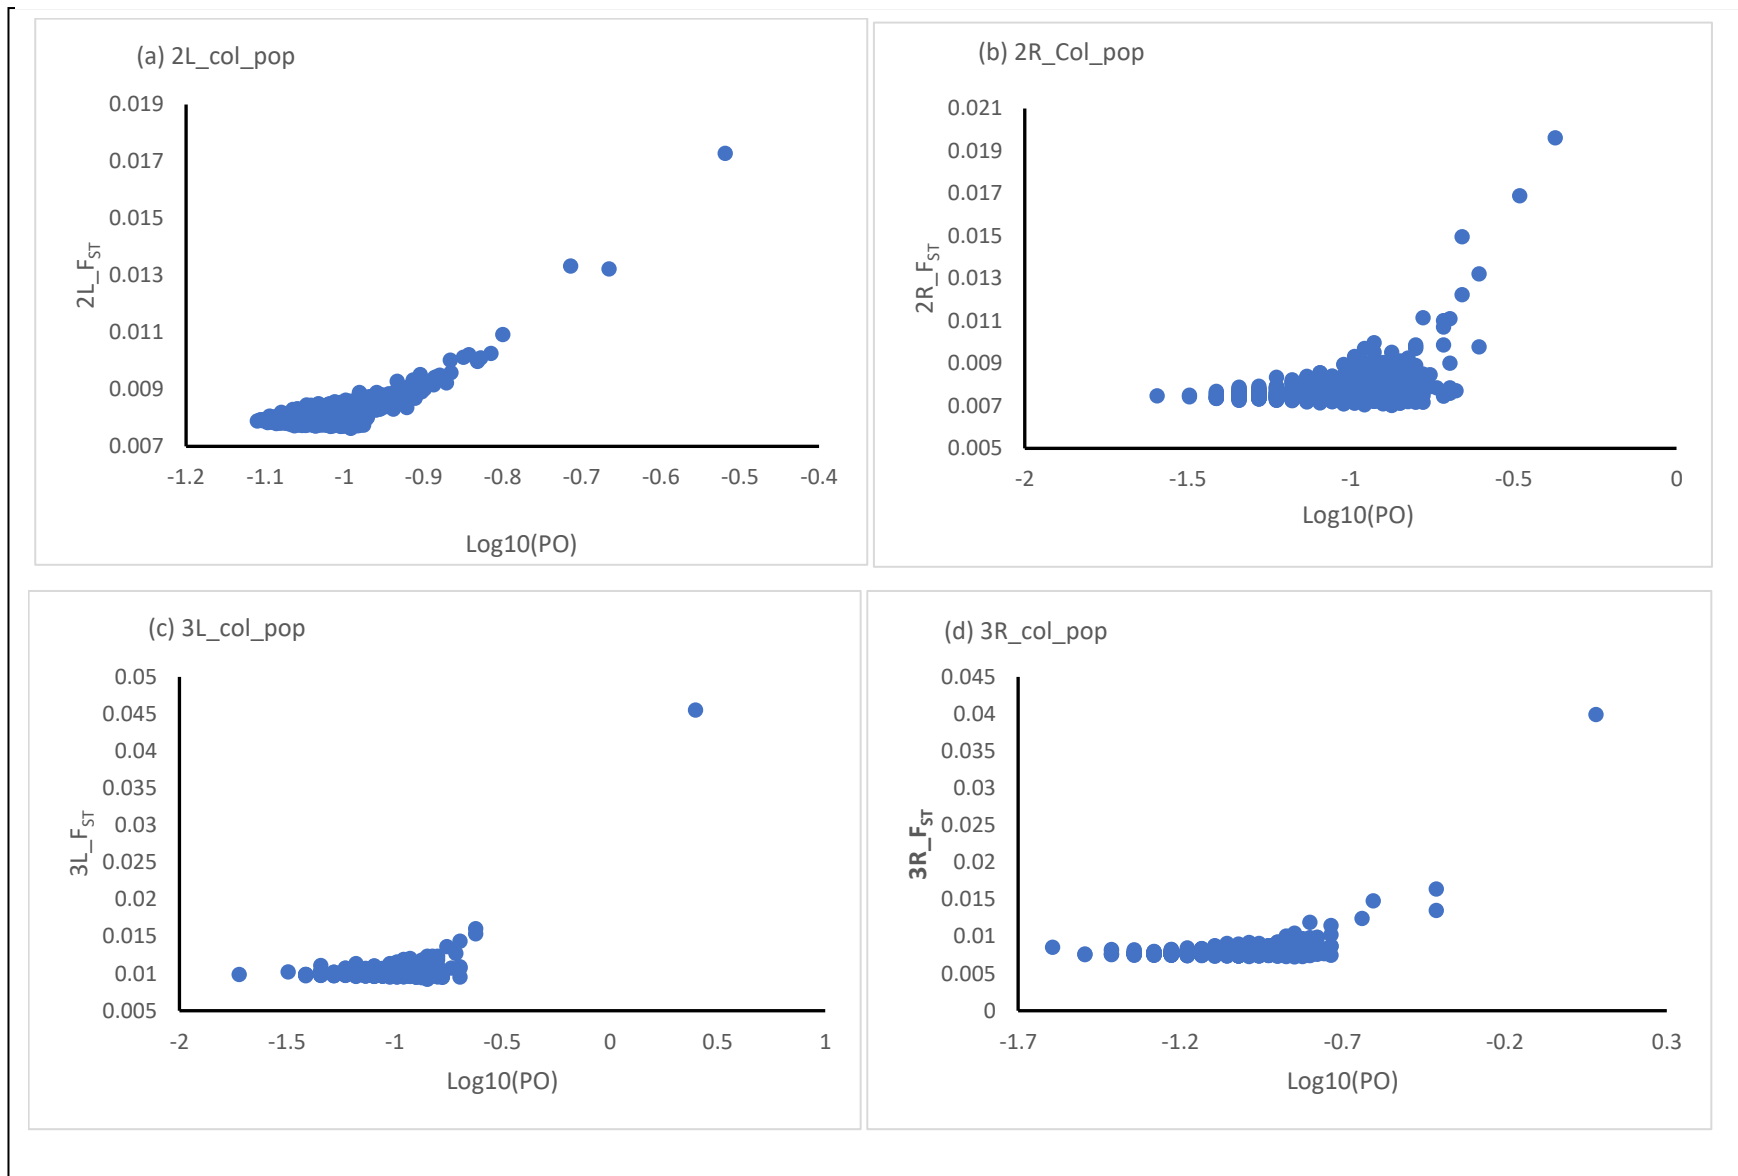 (a) 2L_col_pop
0.019
0.017
0.015
0.013
0.011
0.009
0.007
2L_FST
-1.2 -1.1 -1 -0.9 -0.8 -0.7 -0.6 -0.5 -0.4
Log10(PO)
(b) 2R_Col_pop
0.021
0.019
0.017
0.015
0.013
0.011
0.009
0.007
0.005
2R_FST
-2 -1.5 -1 -0.5 0
Log10(PO)
(c) 3L_col_pop
0.05
0.045
0.04
0.035
0.03
0.025
0.02
0.015
0.01
0.005
3L_FST
-2 -1.5 -1 -0.5 0 0.5 1
Log10(PO)
(d) 3R_col_pop
0.045
0.04
0.035
0.03
0.025
0.02
0.015
0.01
0.005
0
3R_FST
-1.7 -1.2 -0.7 -0.2 0.3
Log10(PO)